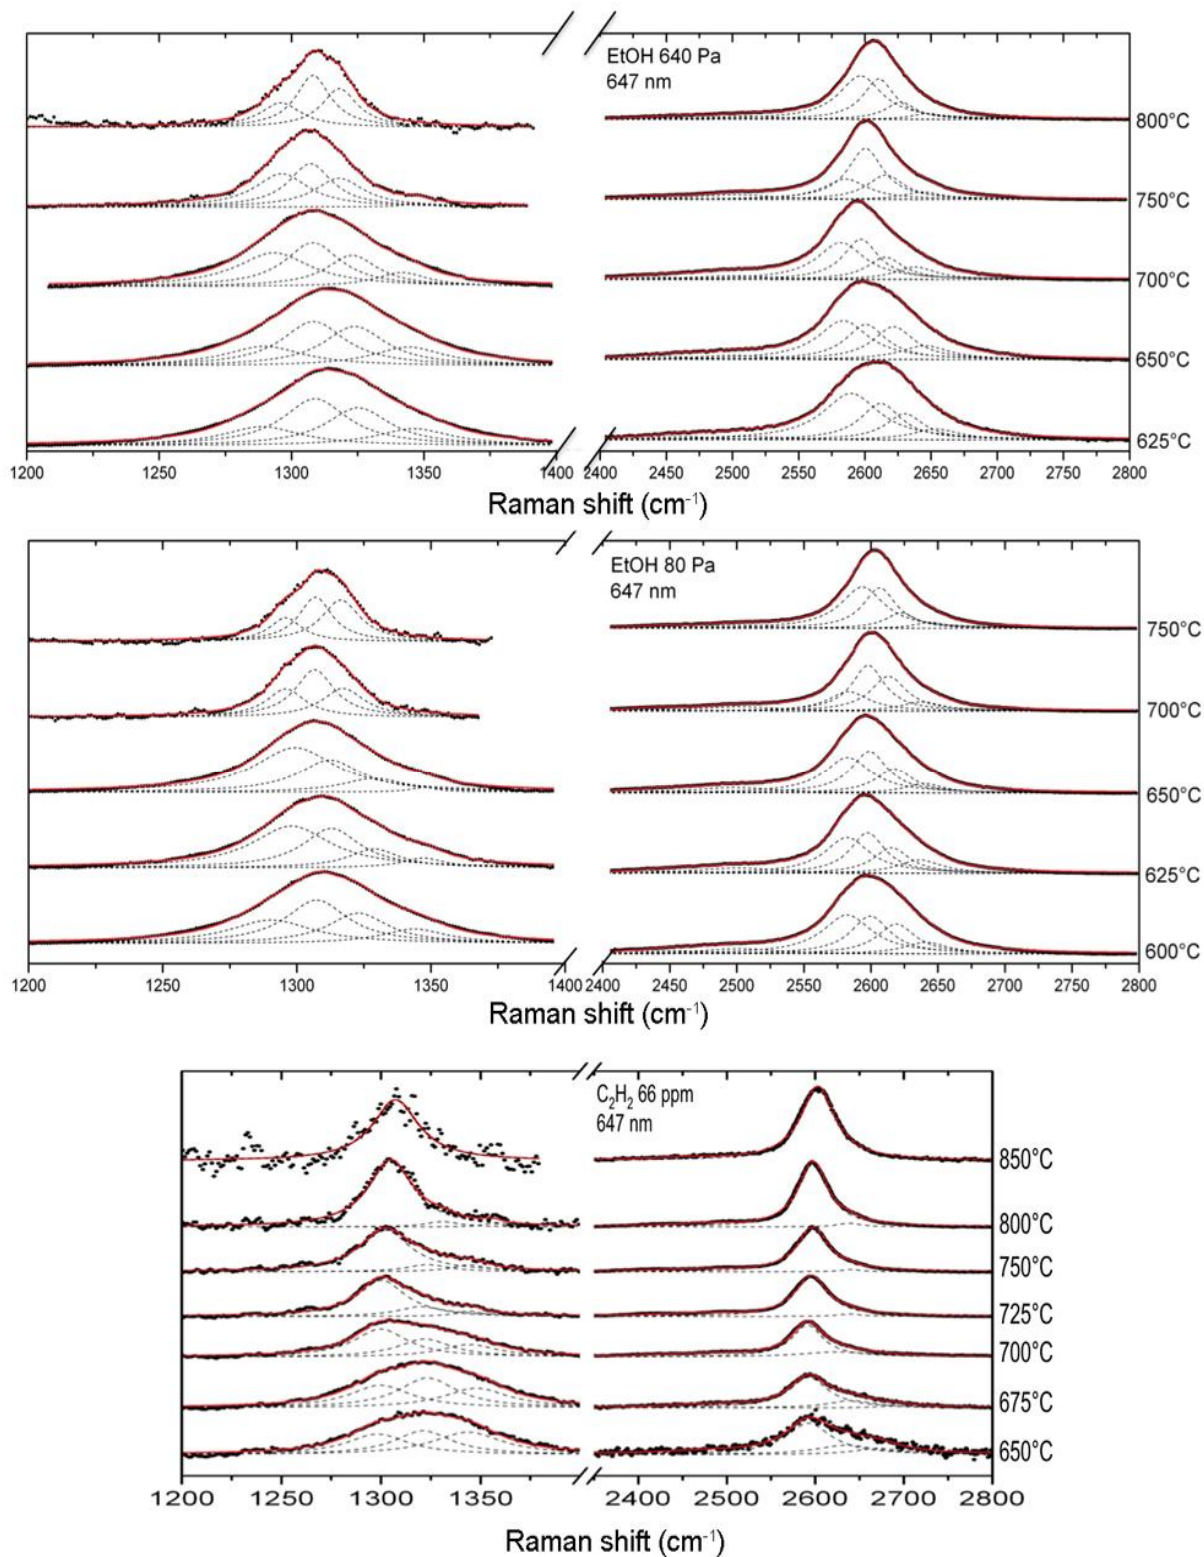 EtOH 640 Pa
647 nm
800°C
750°C
700°C
650°C
625°C
1200 1250 1300 1350 1400 2400 2450 2500 2550 2600 2650 2700 2750 2800
Raman shift (cm⁻¹)
EtOH 80 Pa
647 nm
750°C
700°C
650°C
625°C
600°C
1200 1250 1300 1350 1400 2400 2450 2500 2550 2600 2650 2700 2750 2800
Raman shift (cm⁻¹)
C₂H₂ 66 ppm
647 nm
850°C
800°C
750°C
725°C
700°C
675°C
650°C
1200 1250 1300 1350 2400 2500 2600 2700 2800
Raman shift (cm⁻¹)